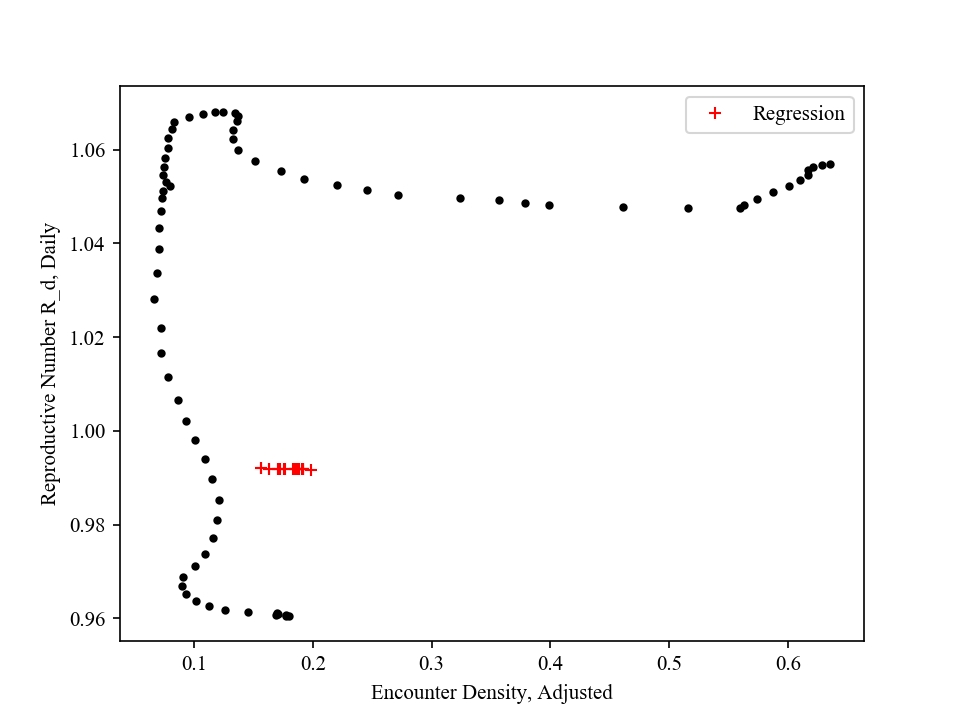 Regression
1.06
1.04
1.02
1.00
0.98
0.96
Reproductive Number R_d, Daily
0.1 0.2 0.3 0.4 0.5 0.6
Encounter Density, Adjusted